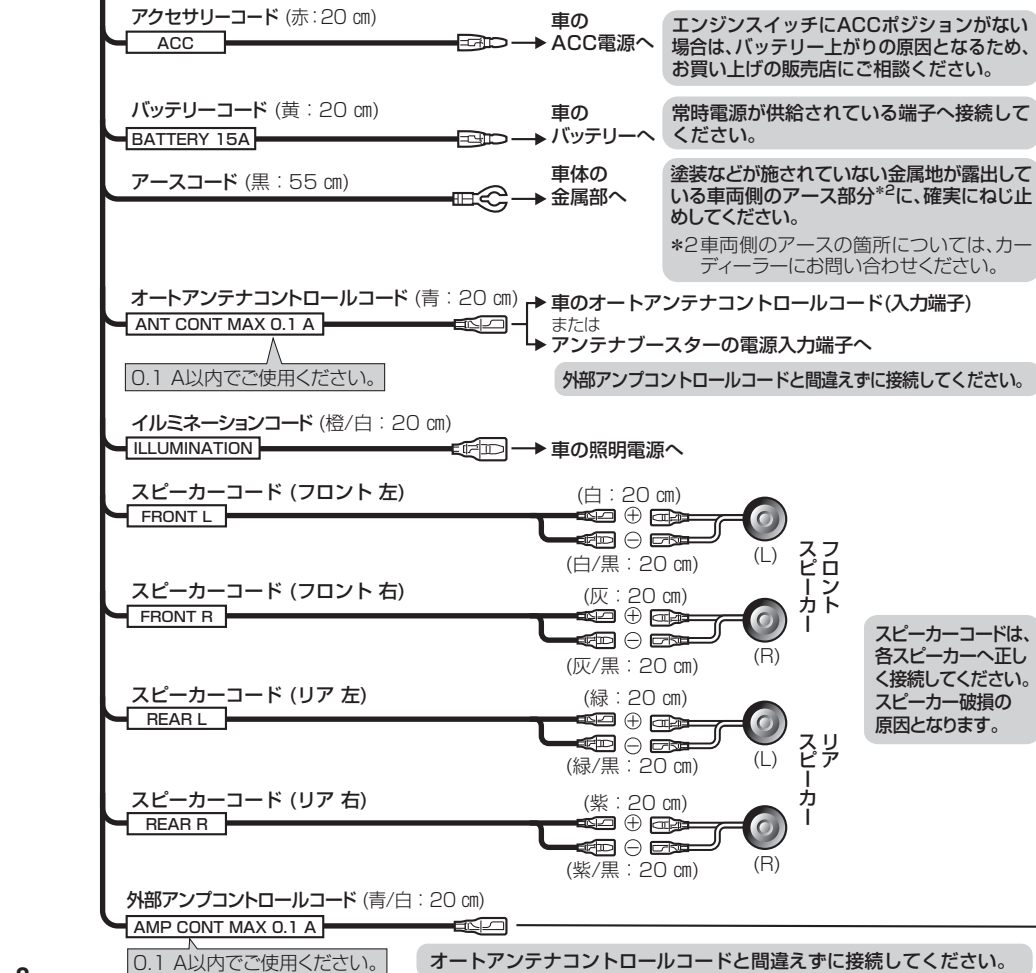 アクセサリーコード (赤:20 ㎝)
ACC
車の
ACC電源へ
エンジンスイッチにACCポジションがない
場合は、バッテリー上がりの原因となるため、
お買い上げの販売店にご相談ください。
バッテリーコード (黄:20 ㎝)
BATTERY 15A
車の
バッテリーへ
常時電源が供給されている端子へ接続して
ください。
アースコード (黒:55 ㎝)
車体の
金属部へ
塗装などが施されていない金属地が露出して
いる車両側のアース部分*2に、確実にねじ止
めしてください。
*2車両側のアースの箇所については、カー
ディーラーにお問い合わせください。
オートアンテナコントロールコード (青:20 ㎝)
ANT CONT MAX 0.1 A
0.1 A以内でご使用ください。
車のオートアンテナコントロールコード(入力端子)
または
アンテナブースターの電源入力端子へ
外部アンプコントロールコードと間違えずに接続してください。
イルミネーションコード (橙/白:20 ㎝)
ILLUMINATION
車の照明電源へ
スピーカーコード (フロント 左)
FRONT L
(白:20 ㎝)
⊕
⊖
(白/黒:20 ㎝)
(L)
スピーカーコード (フロント 右)
FRONT R
(灰:20 ㎝)
⊕
⊖
(灰/黒:20 ㎝)
(R)
フロント
スピーカー
スピーカーコードは、
各スピーカーへ正し
く接続してください。
スピーカー破損の
原因となります。
スピーカーコード (リア 左)
REAR L
(緑:20 ㎝)
⊕
⊖
(緑/黒:20 ㎝)
(L)
スピーカーコード (リア 右)
REAR R
(紫:20 ㎝)
⊕
⊖
(紫/黒:20 ㎝)
(R)
リア
スピーカー
外部アンプコントロールコード (青/白:20 ㎝)
AMP CONT MAX 0.1 A
0.1 A以内でご使用ください。
オートアンテナコントロールコードと間違えずに接続してください。